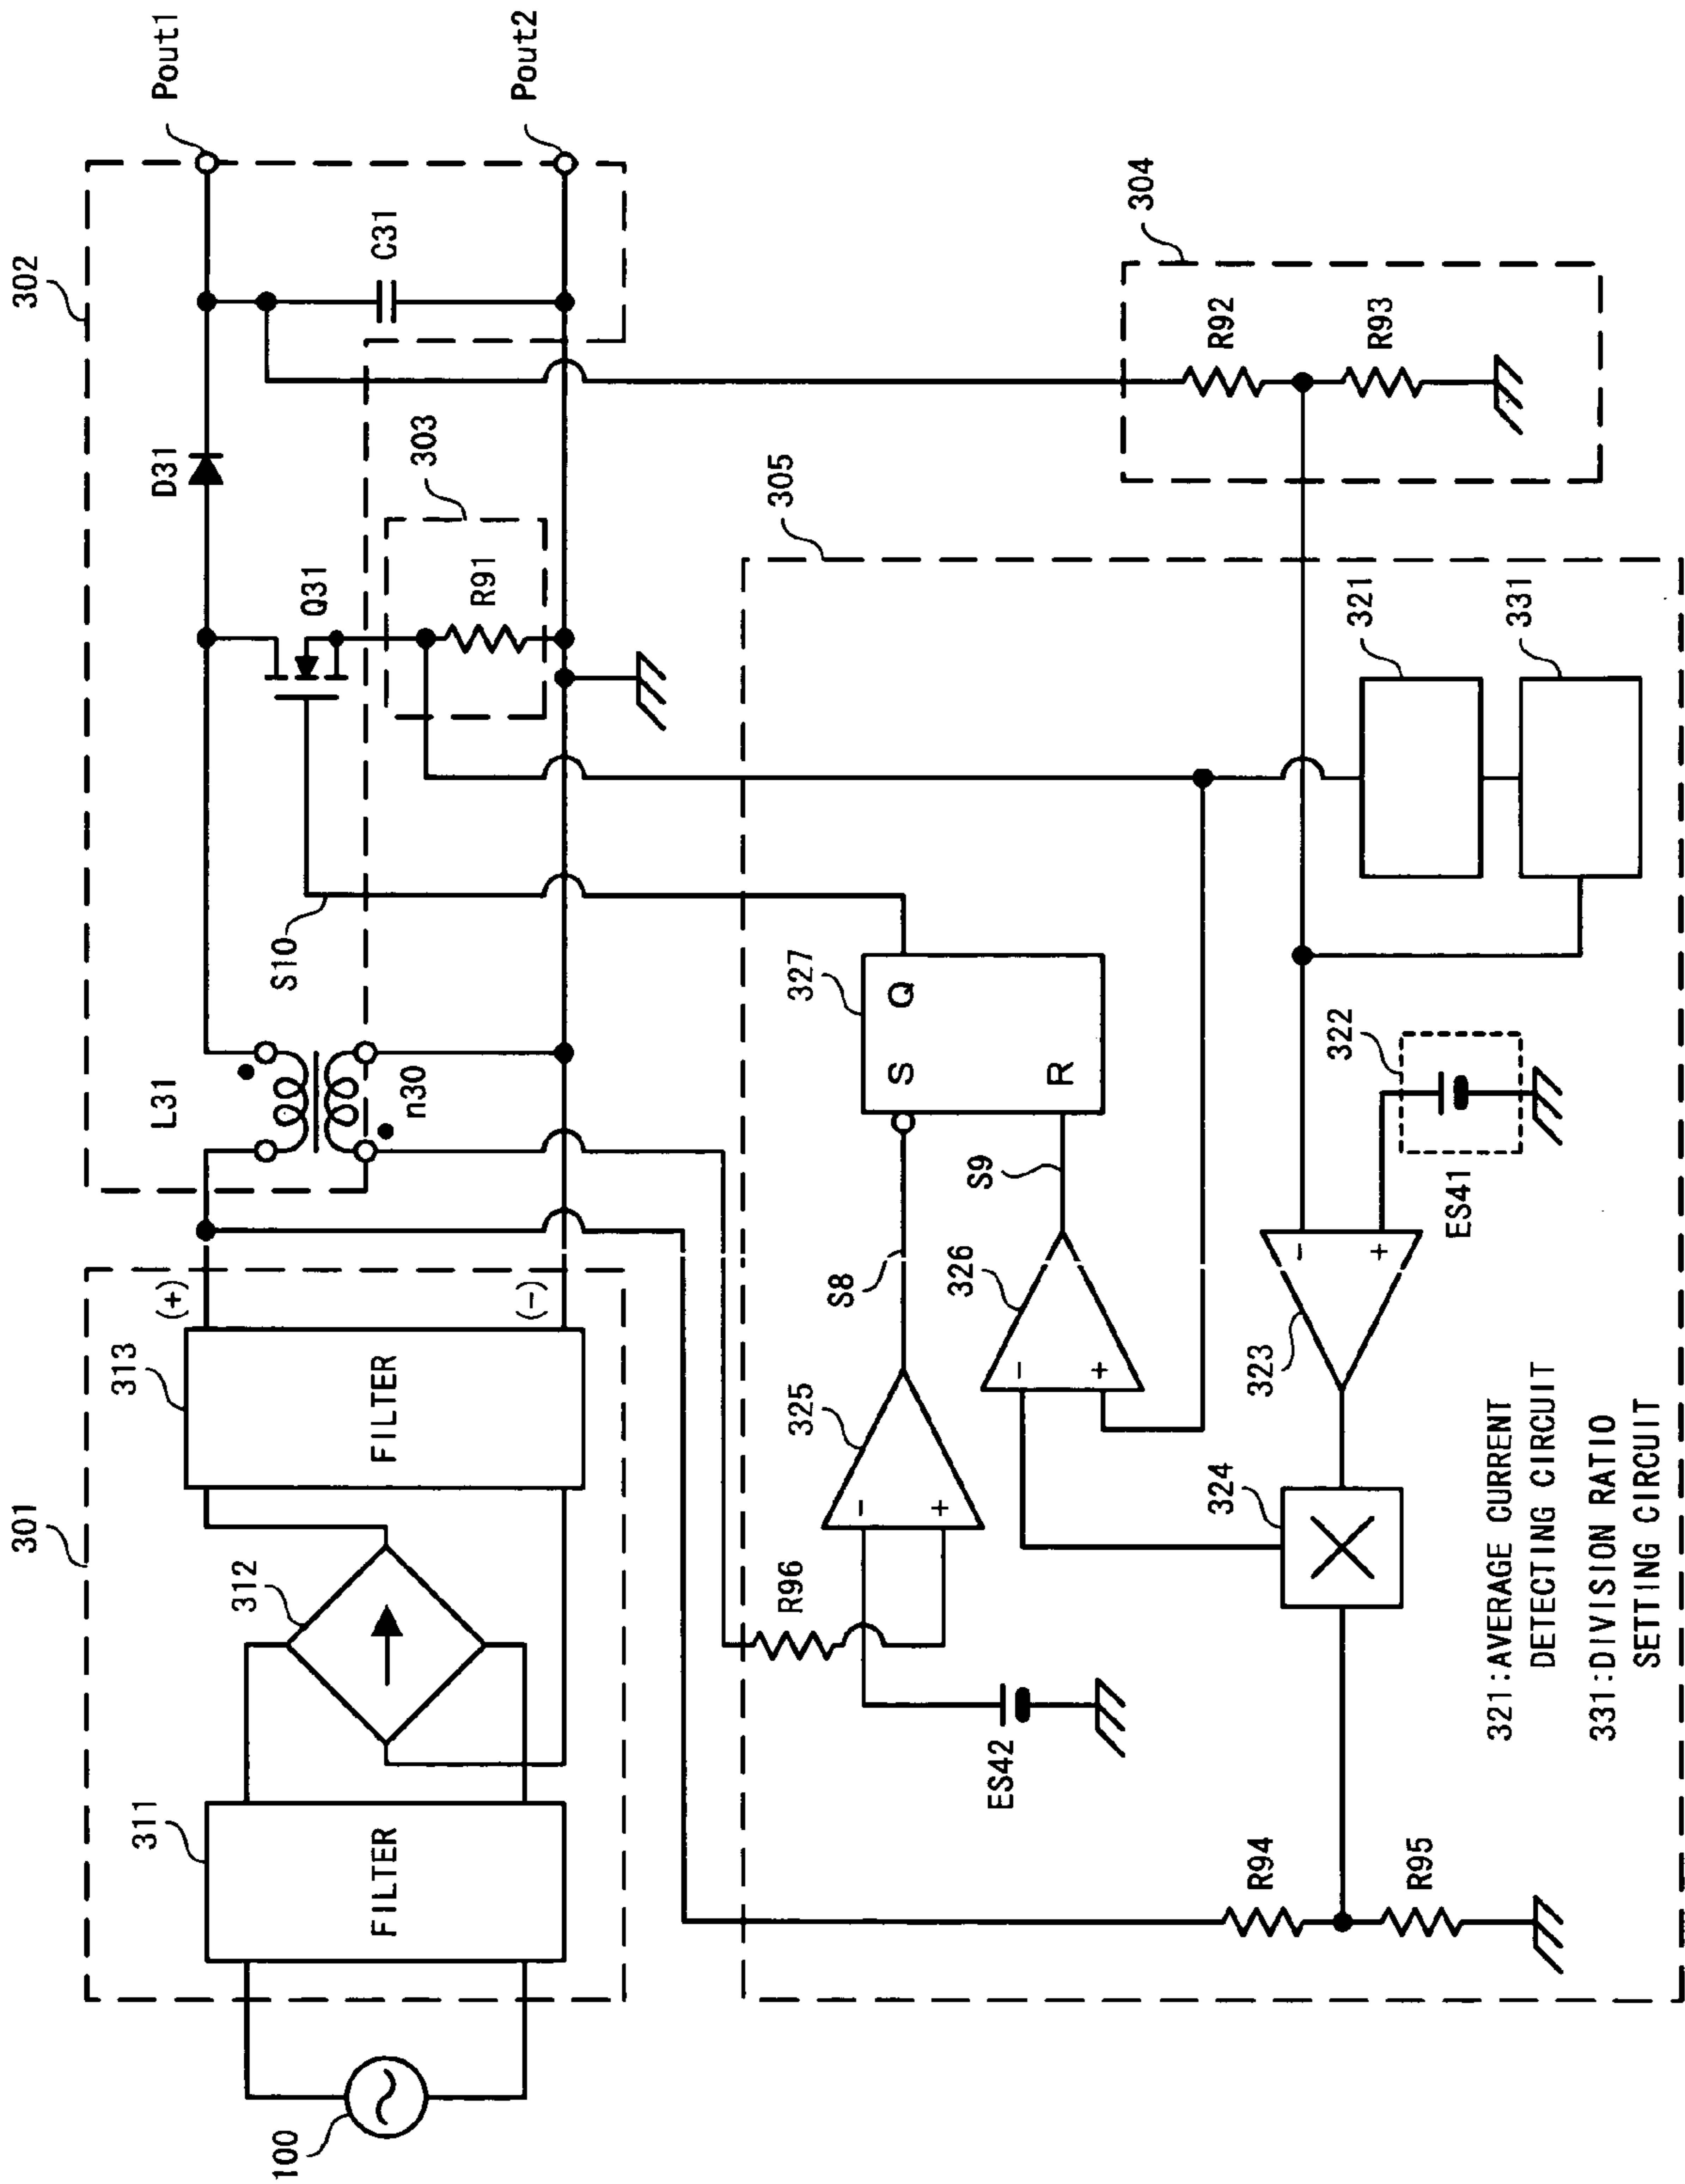 301
302
313
L31
D31
Pout1
312
(+)
Q31
311
FILTER
FILTER
C31
100
n30
S10
303
R91
(-)
Pout2
305
R96
325
-
+
S8
327
S
Q
R
ES42
326
-
+
S9
304
R92
R93
R94
R95
324
323
-
+
322
ES41
321
331
321:AVERAGE CURRENT
DETECTING CIRCUIT
331:DIVISION RATIO
SETTING CIRCUIT